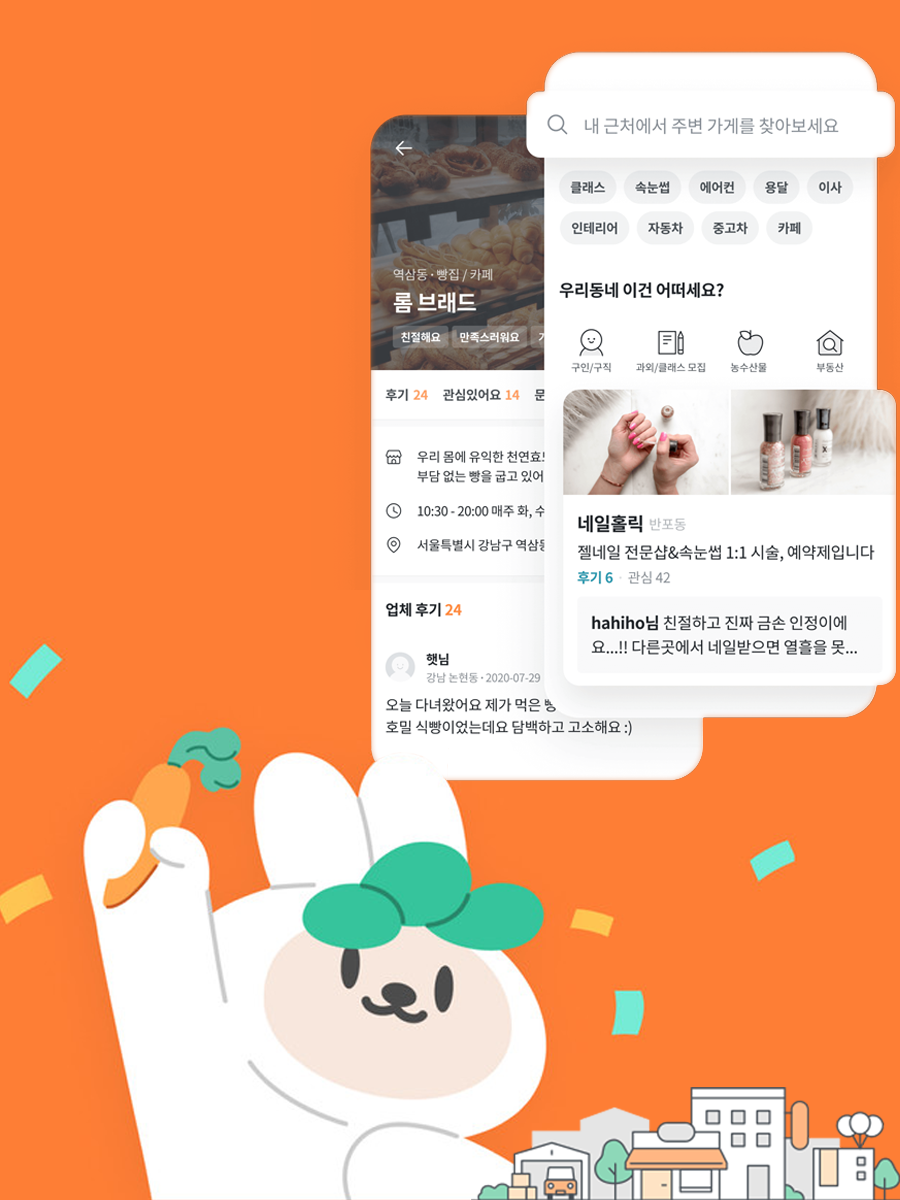 내 근처에서 주변 가게를 찾아보세요
클래스 속눈썹 에어컨 용달 이사
인테리어 자동차 중고차 카페
우리동네 이건 어떠세요?
구인/구직 과외/클래스 모집 농수산물 부동산
네일홀릭 반포동
젤네일 전문샵&속눈썹 1:1 시술, 예약제입니다
후기 6 · 관심 42
hahiho님 친절하고 진짜 금손 인정이에
요...!! 다른곳에서 네일받으면 열흘을 못...
역삼동 · 빵집 / 카페
롬 브래드
친절해요 만족스러워요
후기 24 관심있어요 14 문
우리 몸에 유익한 천연효
부담 없는 빵을 굽고 있어
10:30 - 20:00 매주 화, 수
서울특별시 강남구 역삼동
업체 후기 24
햇님
강남 논현동 · 2020-07-29
오늘 다녀왔어요 제가 먹은 빵
호밀 식빵이었는데요 담백하고 고소해요 :)